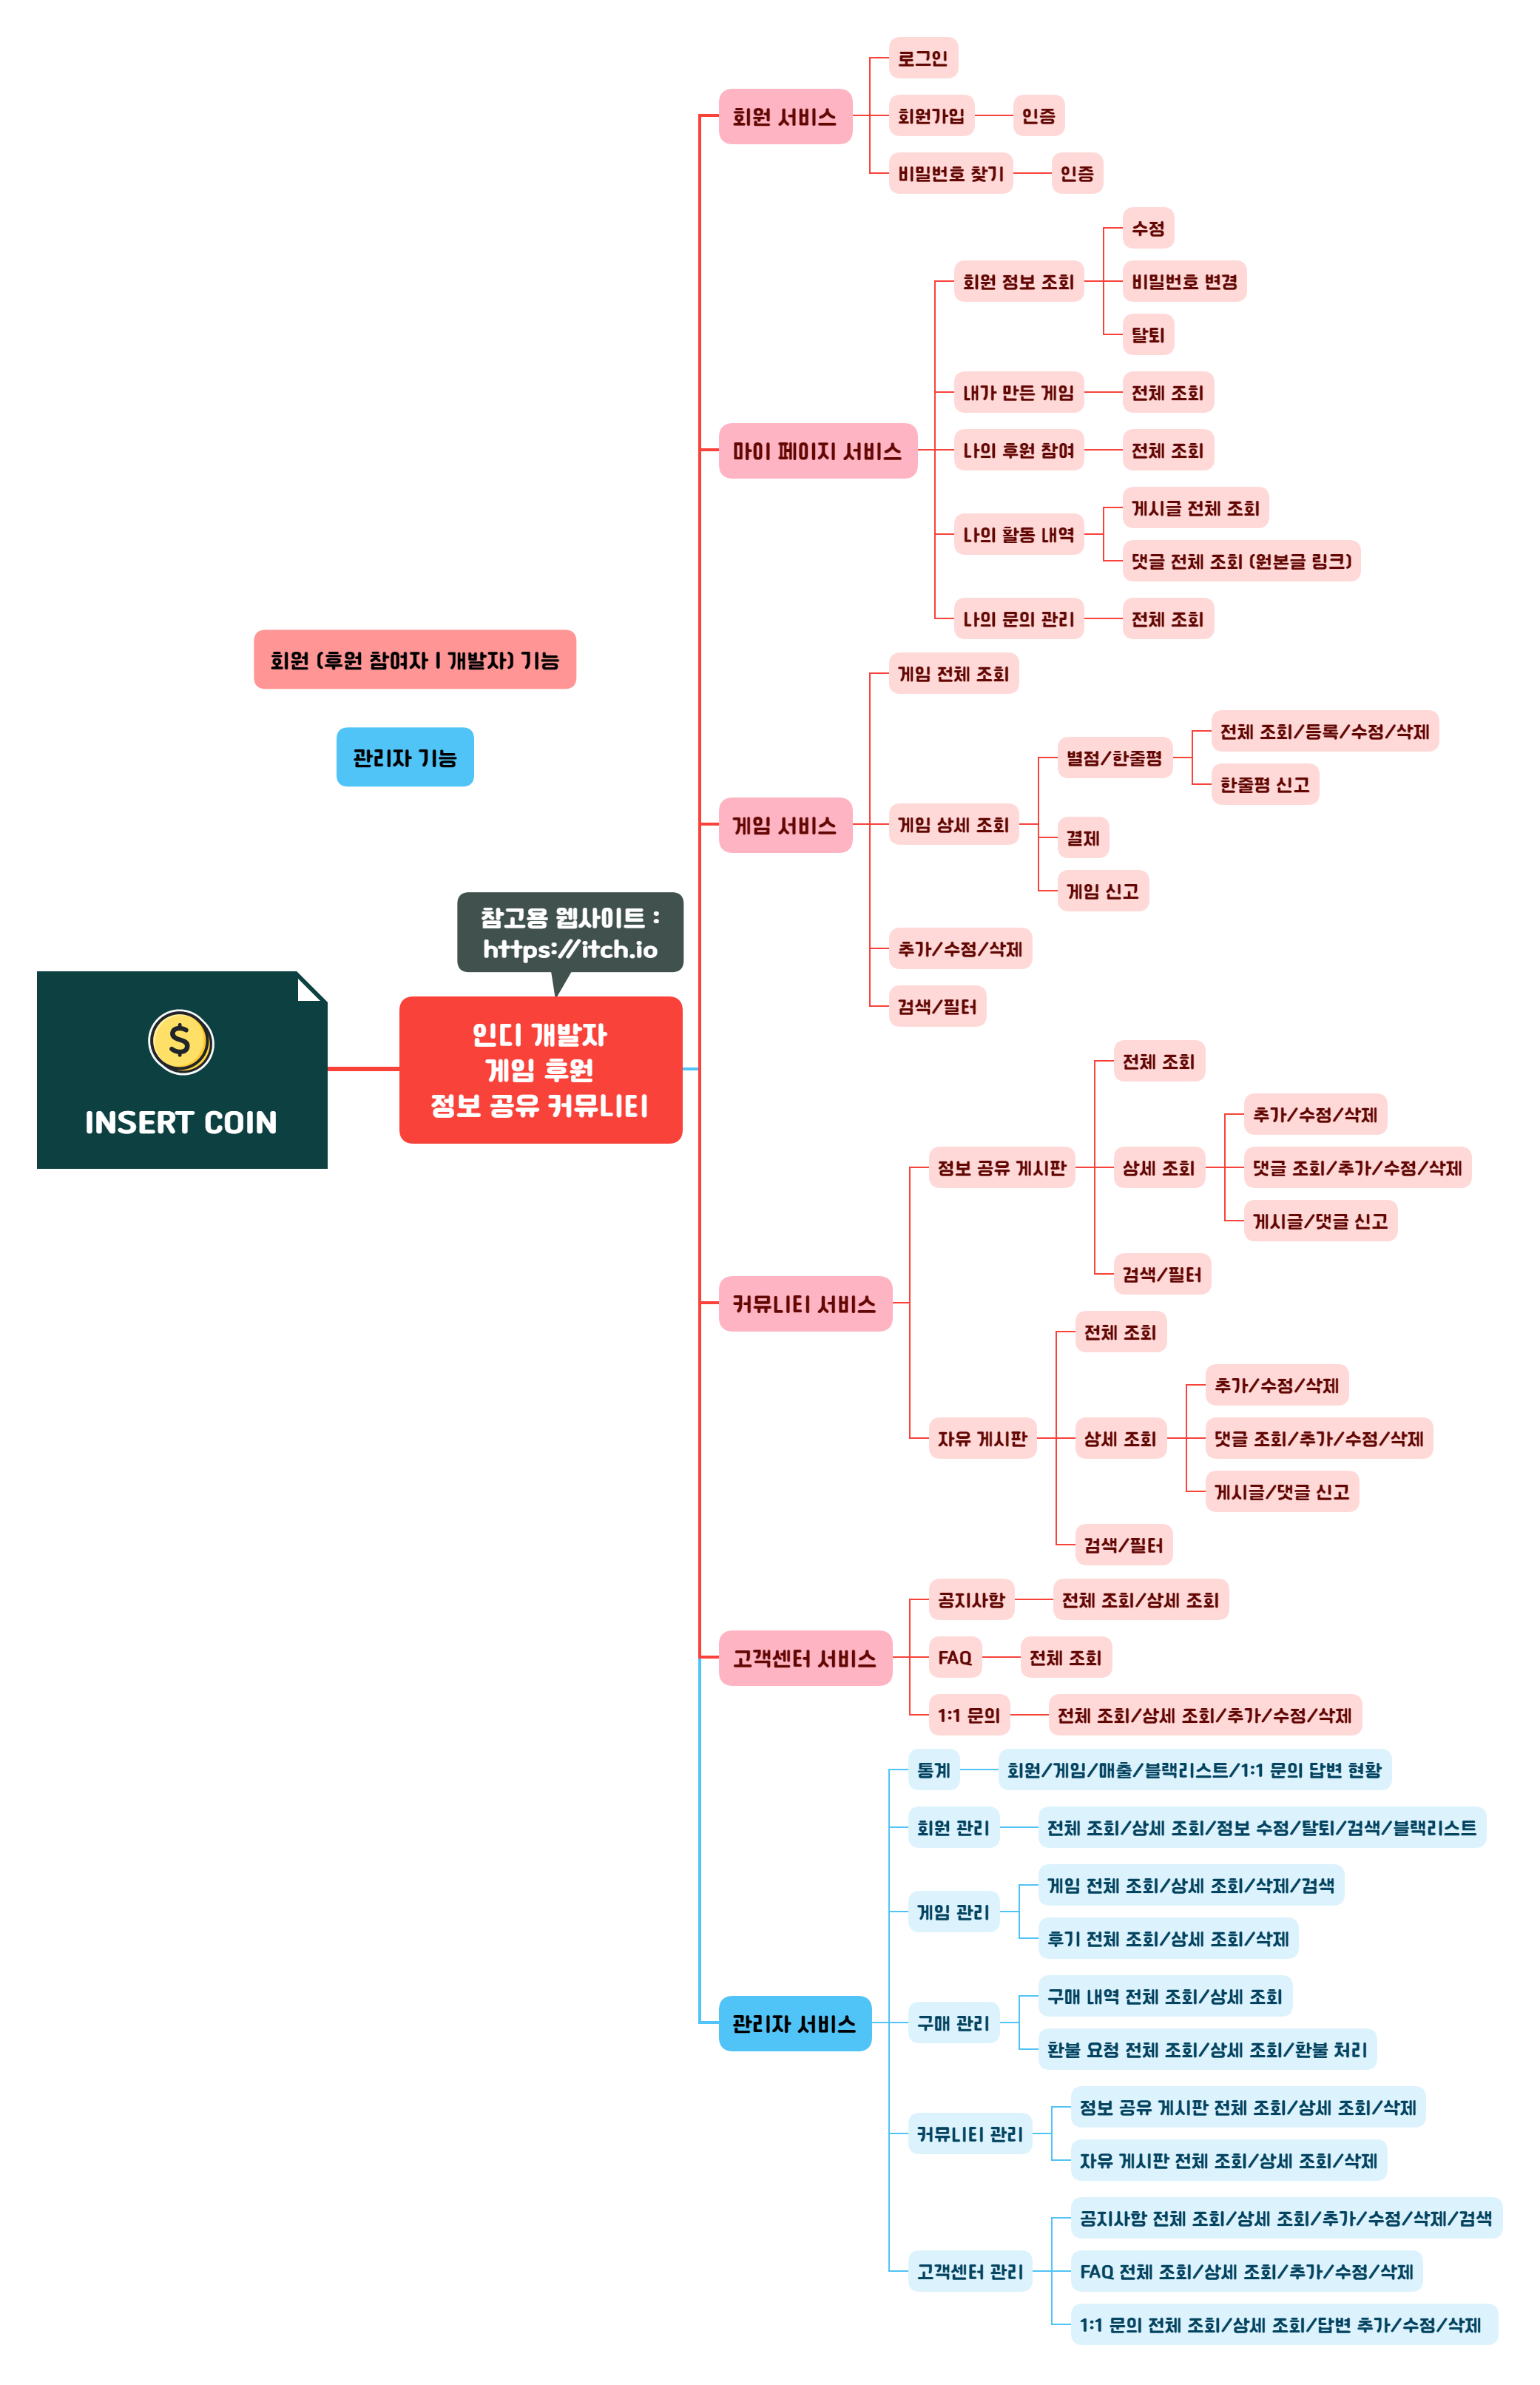 로그인
회원 서비스
회원가입
인증
비밀번호 찾기
인증
수정
회원 정보 조회
비밀번호 변경
탈퇴
내가 만든 게임
전체 조회
마이 페이지 서비스
나의 후원 참여
전체 조회
게시글 전체 조회
나의 활동 내역
댓글 전체 조회 (원본글 링크)
나의 문의 관리
전체 조회
회원 (후원 참여자 | 개발자) 기능
관리자 기능
게임 전체 조회
전체 조회/등록/수정/삭제
별점/한줄평
한줄평 신고
게임 서비스
게임 상세 조회
결제
게임 신고
추가/수정/삭제
검색/필터
참고용 웹사이트 :
https://itch.io
$
INSERT COIN
인디 개발자
게임 후원
정보 공유 커뮤니티
전체 조회
추가/수정/삭제
정보 공유 게시판
상세 조회
댓글 조회/추가/수정/삭제
게시글/댓글 신고
검색/필터
커뮤니티 서비스
전체 조회
추가/수정/삭제
자유 게시판
상세 조회
댓글 조회/추가/수정/삭제
게시글/댓글 신고
검색/필터
공지사항
전체 조회/상세 조회
고객센터 서비스
FAQ
전체 조회
1:1 문의
전체 조회/상세 조회/추가/수정/삭제
통계
회원/게임/매출/블랙리스트/1:1 문의 답변 현황
회원 관리
전체 조회/상세 조회/정보 수정/탈퇴/검색/블랙리스트
게임 관리
게임 전체 조회/상세 조회/삭제/검색
후기 전체 조회/상세 조회/삭제
관리자 서비스
구매 관리
구매 내역 전체 조회/상세 조회
환불 요청 전체 조회/상세 조회/환불 처리
커뮤니티 관리
정보 공유 게시판 전체 조회/상세 조회/삭제
자유 게시판 전체 조회/상세 조회/삭제
공지사항 전체 조회/상세 조회/추가/수정/삭제/검색
고객센터 관리
FAQ 전체 조회/상세 조회/추가/수정/삭제
1:1 문의 전체 조회/상세 조회/답변 추가/수정/삭제